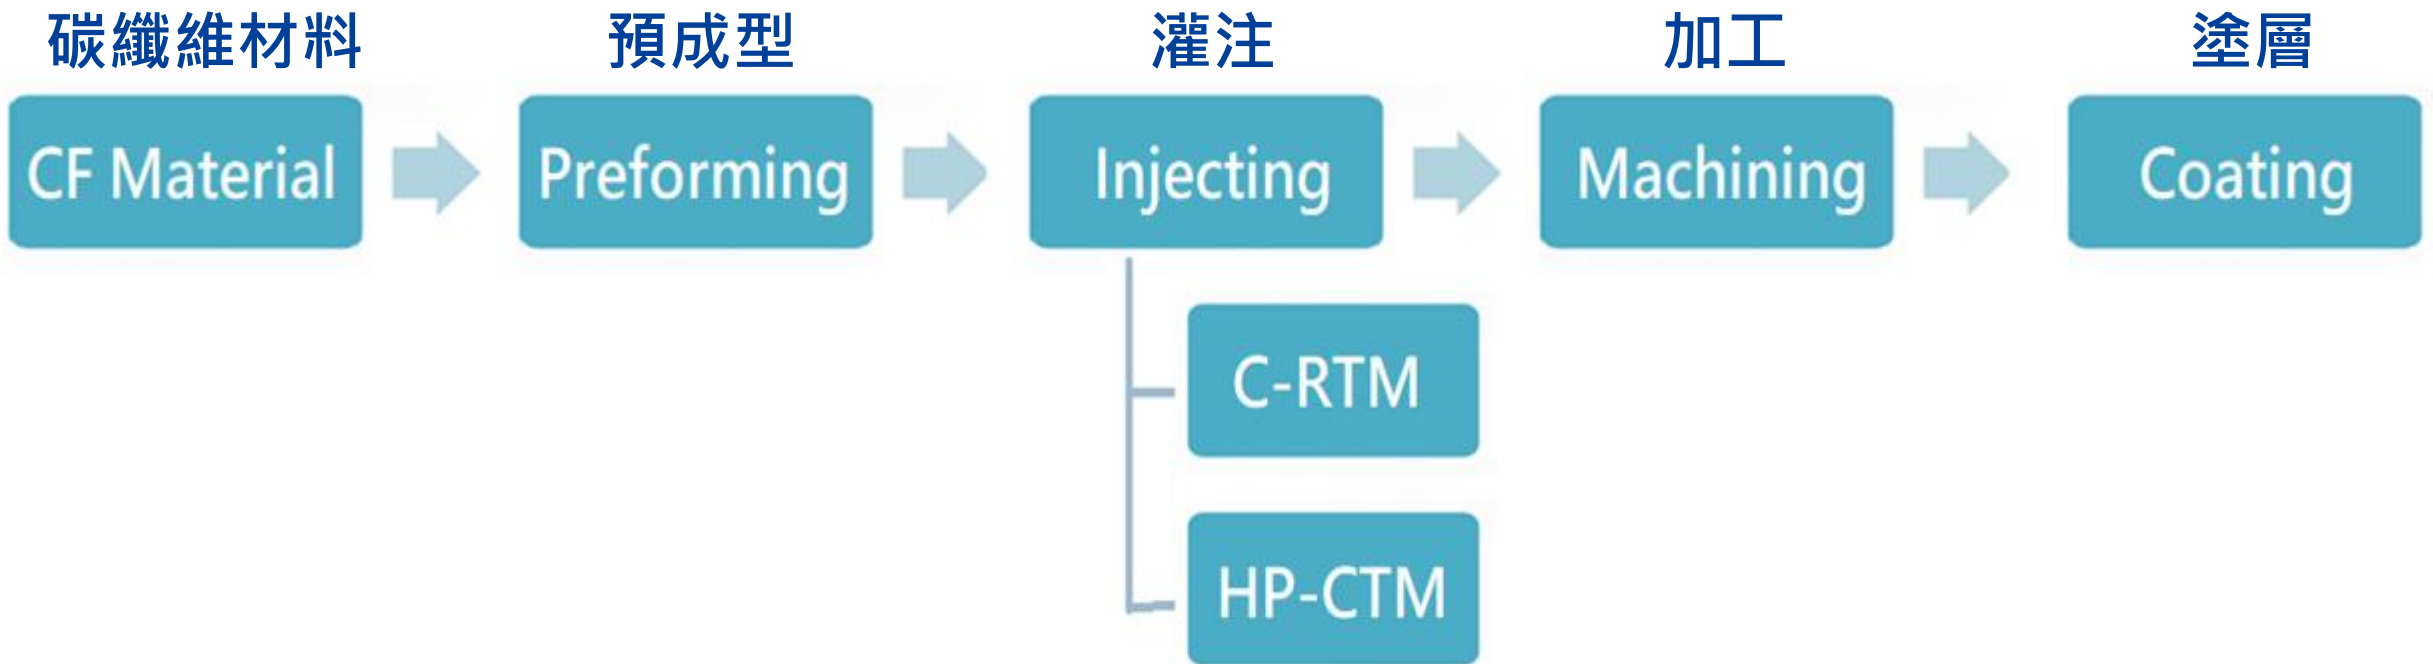 碳纖維材料
預成型
灌注
加工
塗層
CF Material
Preforming
Injecting
Machining
Coating
C-RTM
HP-CTM